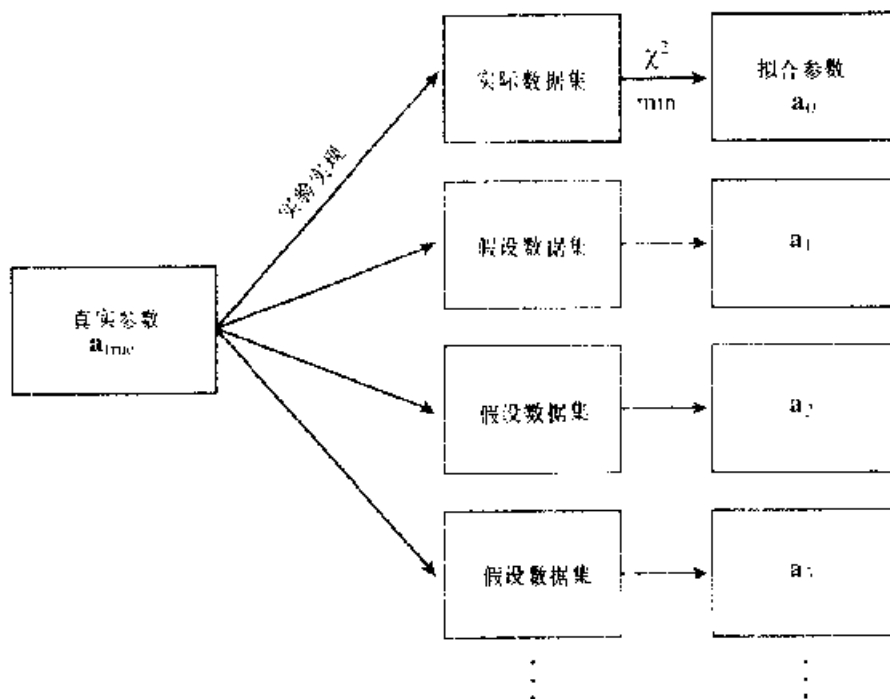 实际数据集
χ²
min
拟合参数
a₀
实验实现
假设数据集
a₁
真实参数
a_true
假设数据集
a₂
假设数据集
a₃